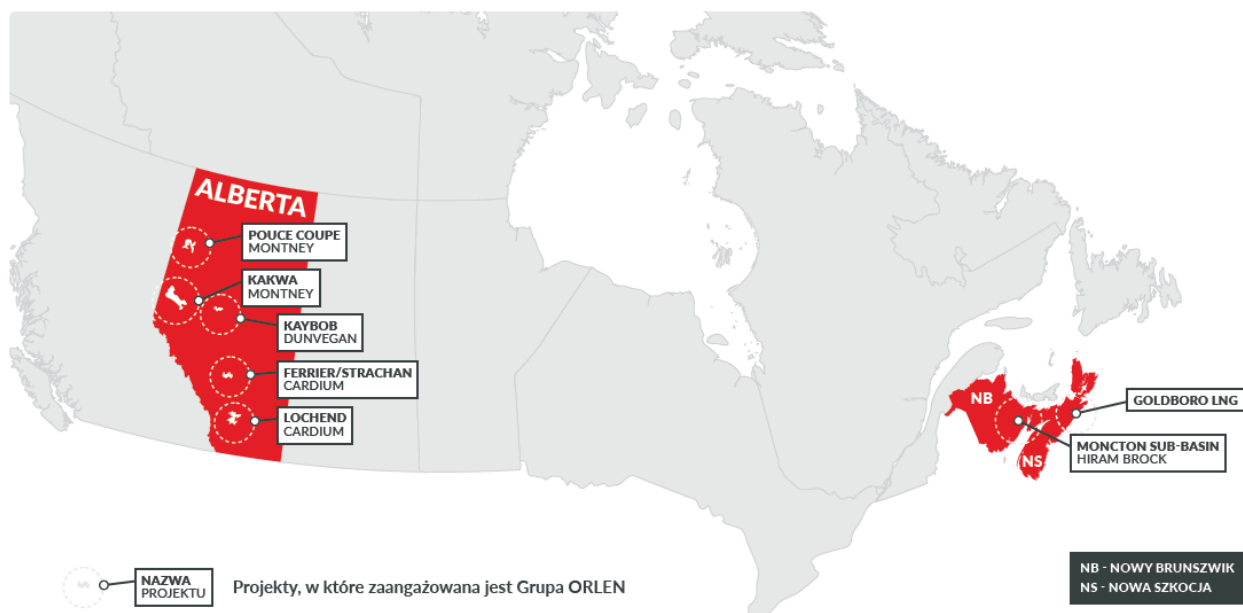 ALBERTA
POUCE COUPE
MONTNEY
KAKWA
MONTNEY
KAYBOB
DUNVEGAN
FERRIER/STRACHAN
CARDIUM
LOCHEND
CARDIUM
NB
NS
GOLDBORO LNG
MONCTON SUB-BASIN
HIRAM BROCK
NAZWA
PROJEKTU
Projekty, w które zaangażowana jest Grupa ORLEN
NB - NOWY BRUNSZWIK
NS - NOWA SZKOCJA